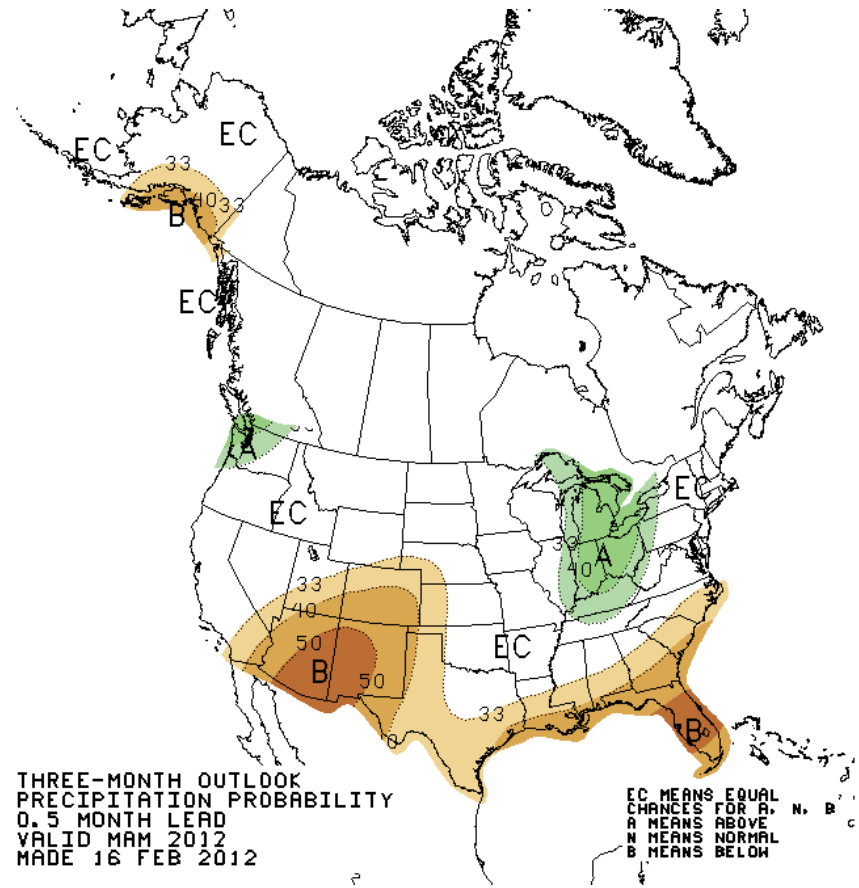 EC
EC
33
40
33
B
EC
A
EC
EC
33
40
A
33
40
50
B
50
EC
33
40
B
THREE-MONTH OUTLOOK
PRECIPITATION PROBABILITY
0.5 MONTH LEAD
VALID MAM 2012
MADE 16 FEB 2012
EC MEANS EQUAL
CHANCES FOR A, N, B
A MEANS ABOVE
N MEANS NORMAL
B MEANS BELOW